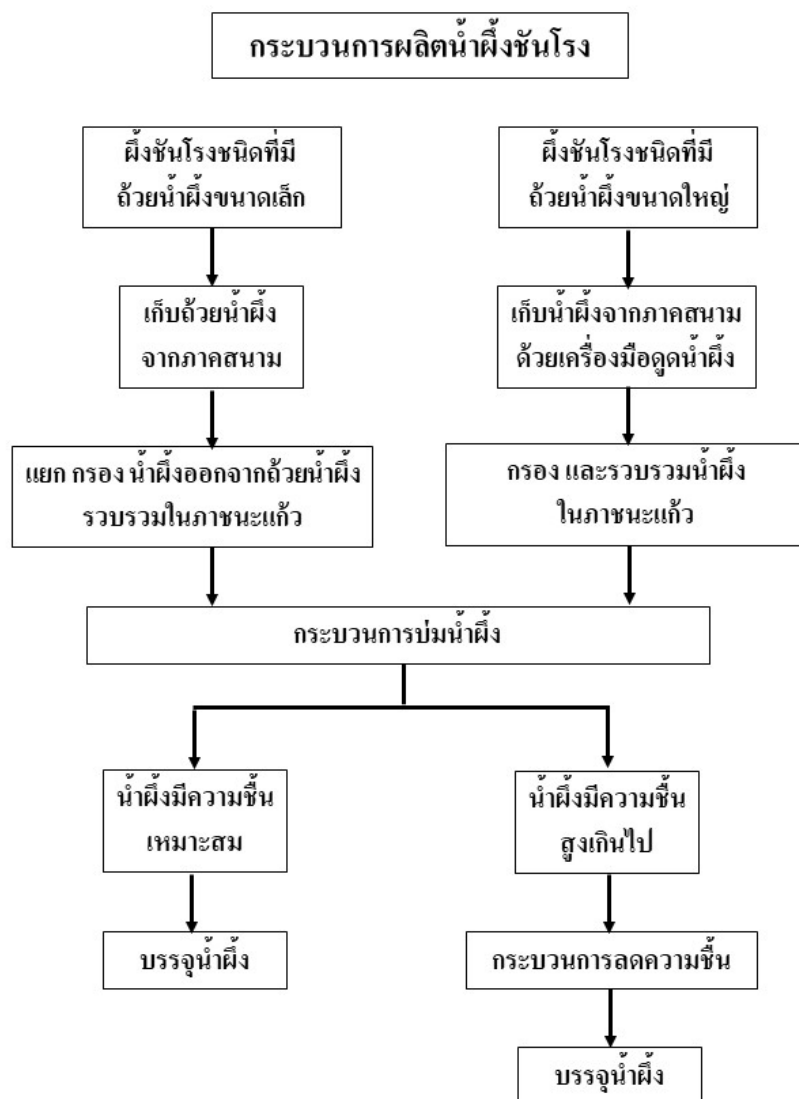 กระบวนการผลิตน้ำผึ้งชันโรง
ผึ้งชันโรงชนิดที่มี
ถ้วยน้ำผึ้งขนาดเล็ก
ผึ้งชันโรงชนิดที่มี
ถ้วยน้ำผึ้งขนาดใหญ่
เก็บถ้วยน้ำผึ้ง
จากภาคสนาม
เก็บน้ำผึ้งจากภาคสนาม
ด้วยเครื่องมือดูดน้ำผึ้ง
แยก กรอง น้ำผึ้งออกจากถ้วยน้ำผึ้ง
รวบรวมในภาชนะแก้ว
กรอง และรวบรวมน้ำผึ้ง
ในภาชนะแก้ว
กระบวนการบ่มน้ำผึ้ง
น้ำผึ้งมีความชื้น
เหมาะสม
น้ำผึ้งมีความชื้น
สูงเกินไป
บรรจุน้ำผึ้ง
กระบวนการลดความชื้น
บรรจุน้ำผึ้ง